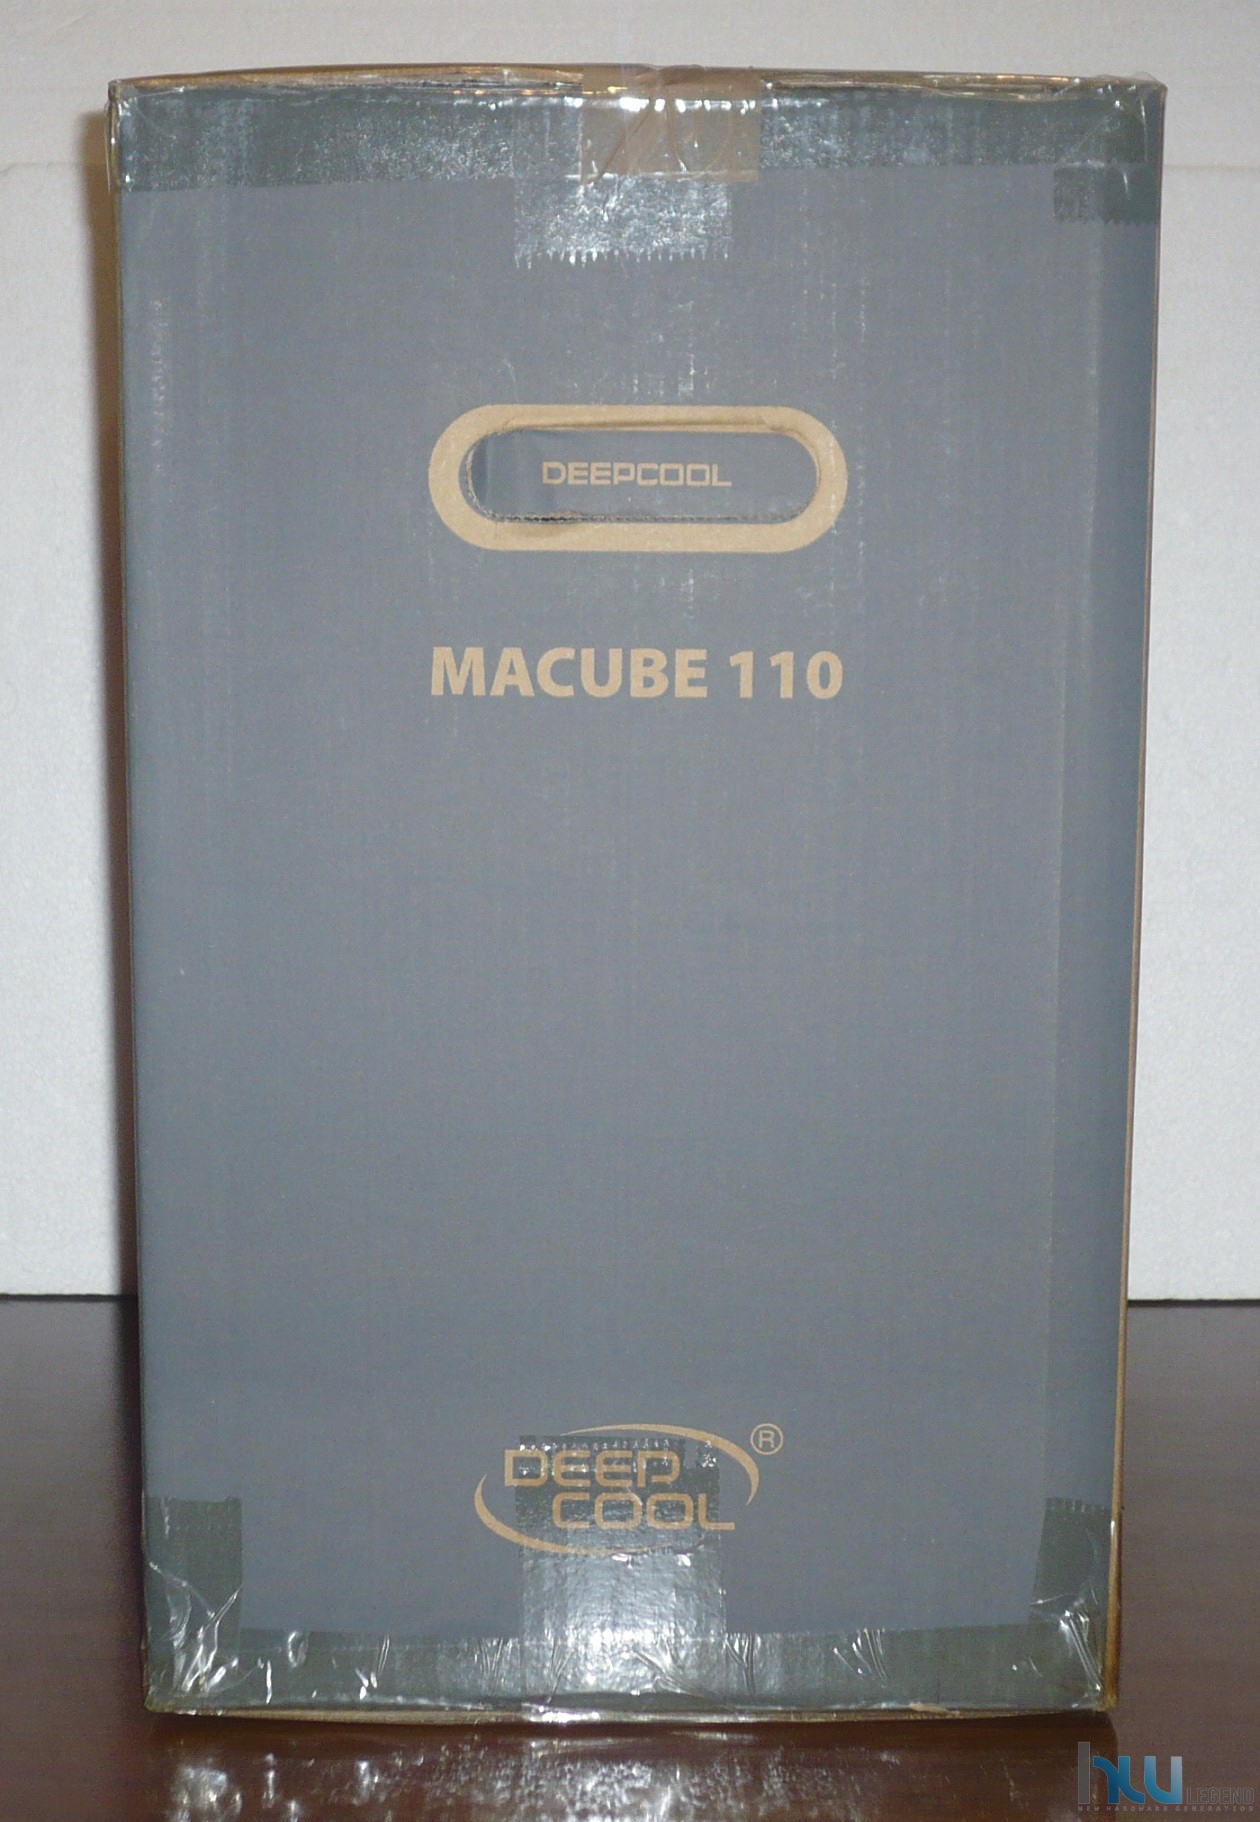 DEEPCOOL
MACUBE 110
DEEP
COOL
®
LEGEND
NEW HARDWARE GENERATION